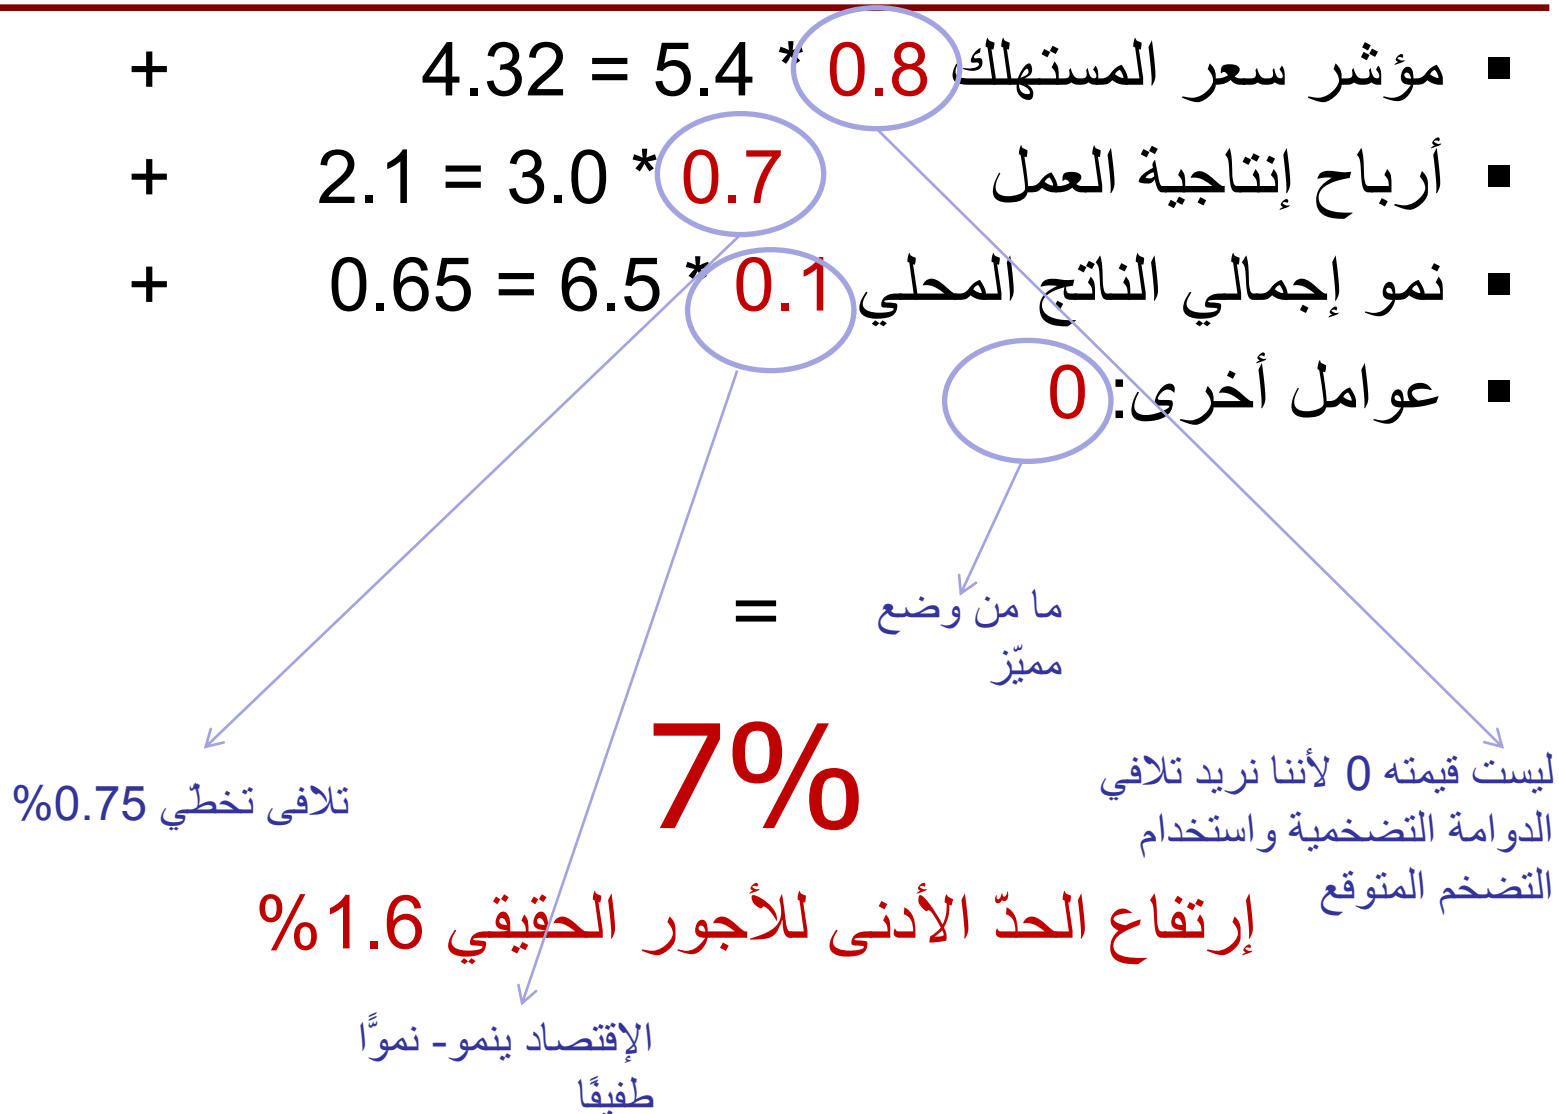 ▪ مؤشر سعر المستهلك 0.8 * 5.4 = 4.32 +
▪ أرباح إنتاجية العمل 0.7 * 3.0 = 2.1 +
▪ نمو إجمالي الناتج المحلي 0.1 * 6.5 = 0.65 +
▪ عوامل أخرى: 0
=
ما من وضع
مميّز
7%
ليست قيمته 0 لأننا نريد تلافي
الدوامة التضخمية واستخدام
التضخم المتوقع
تلافى تخطّي 0.75%
إرتفاع الحدّ الأدنى للأجور الحقيقي 1.6%
الإقتصاد ينمو- نموًّا
طفيفًا